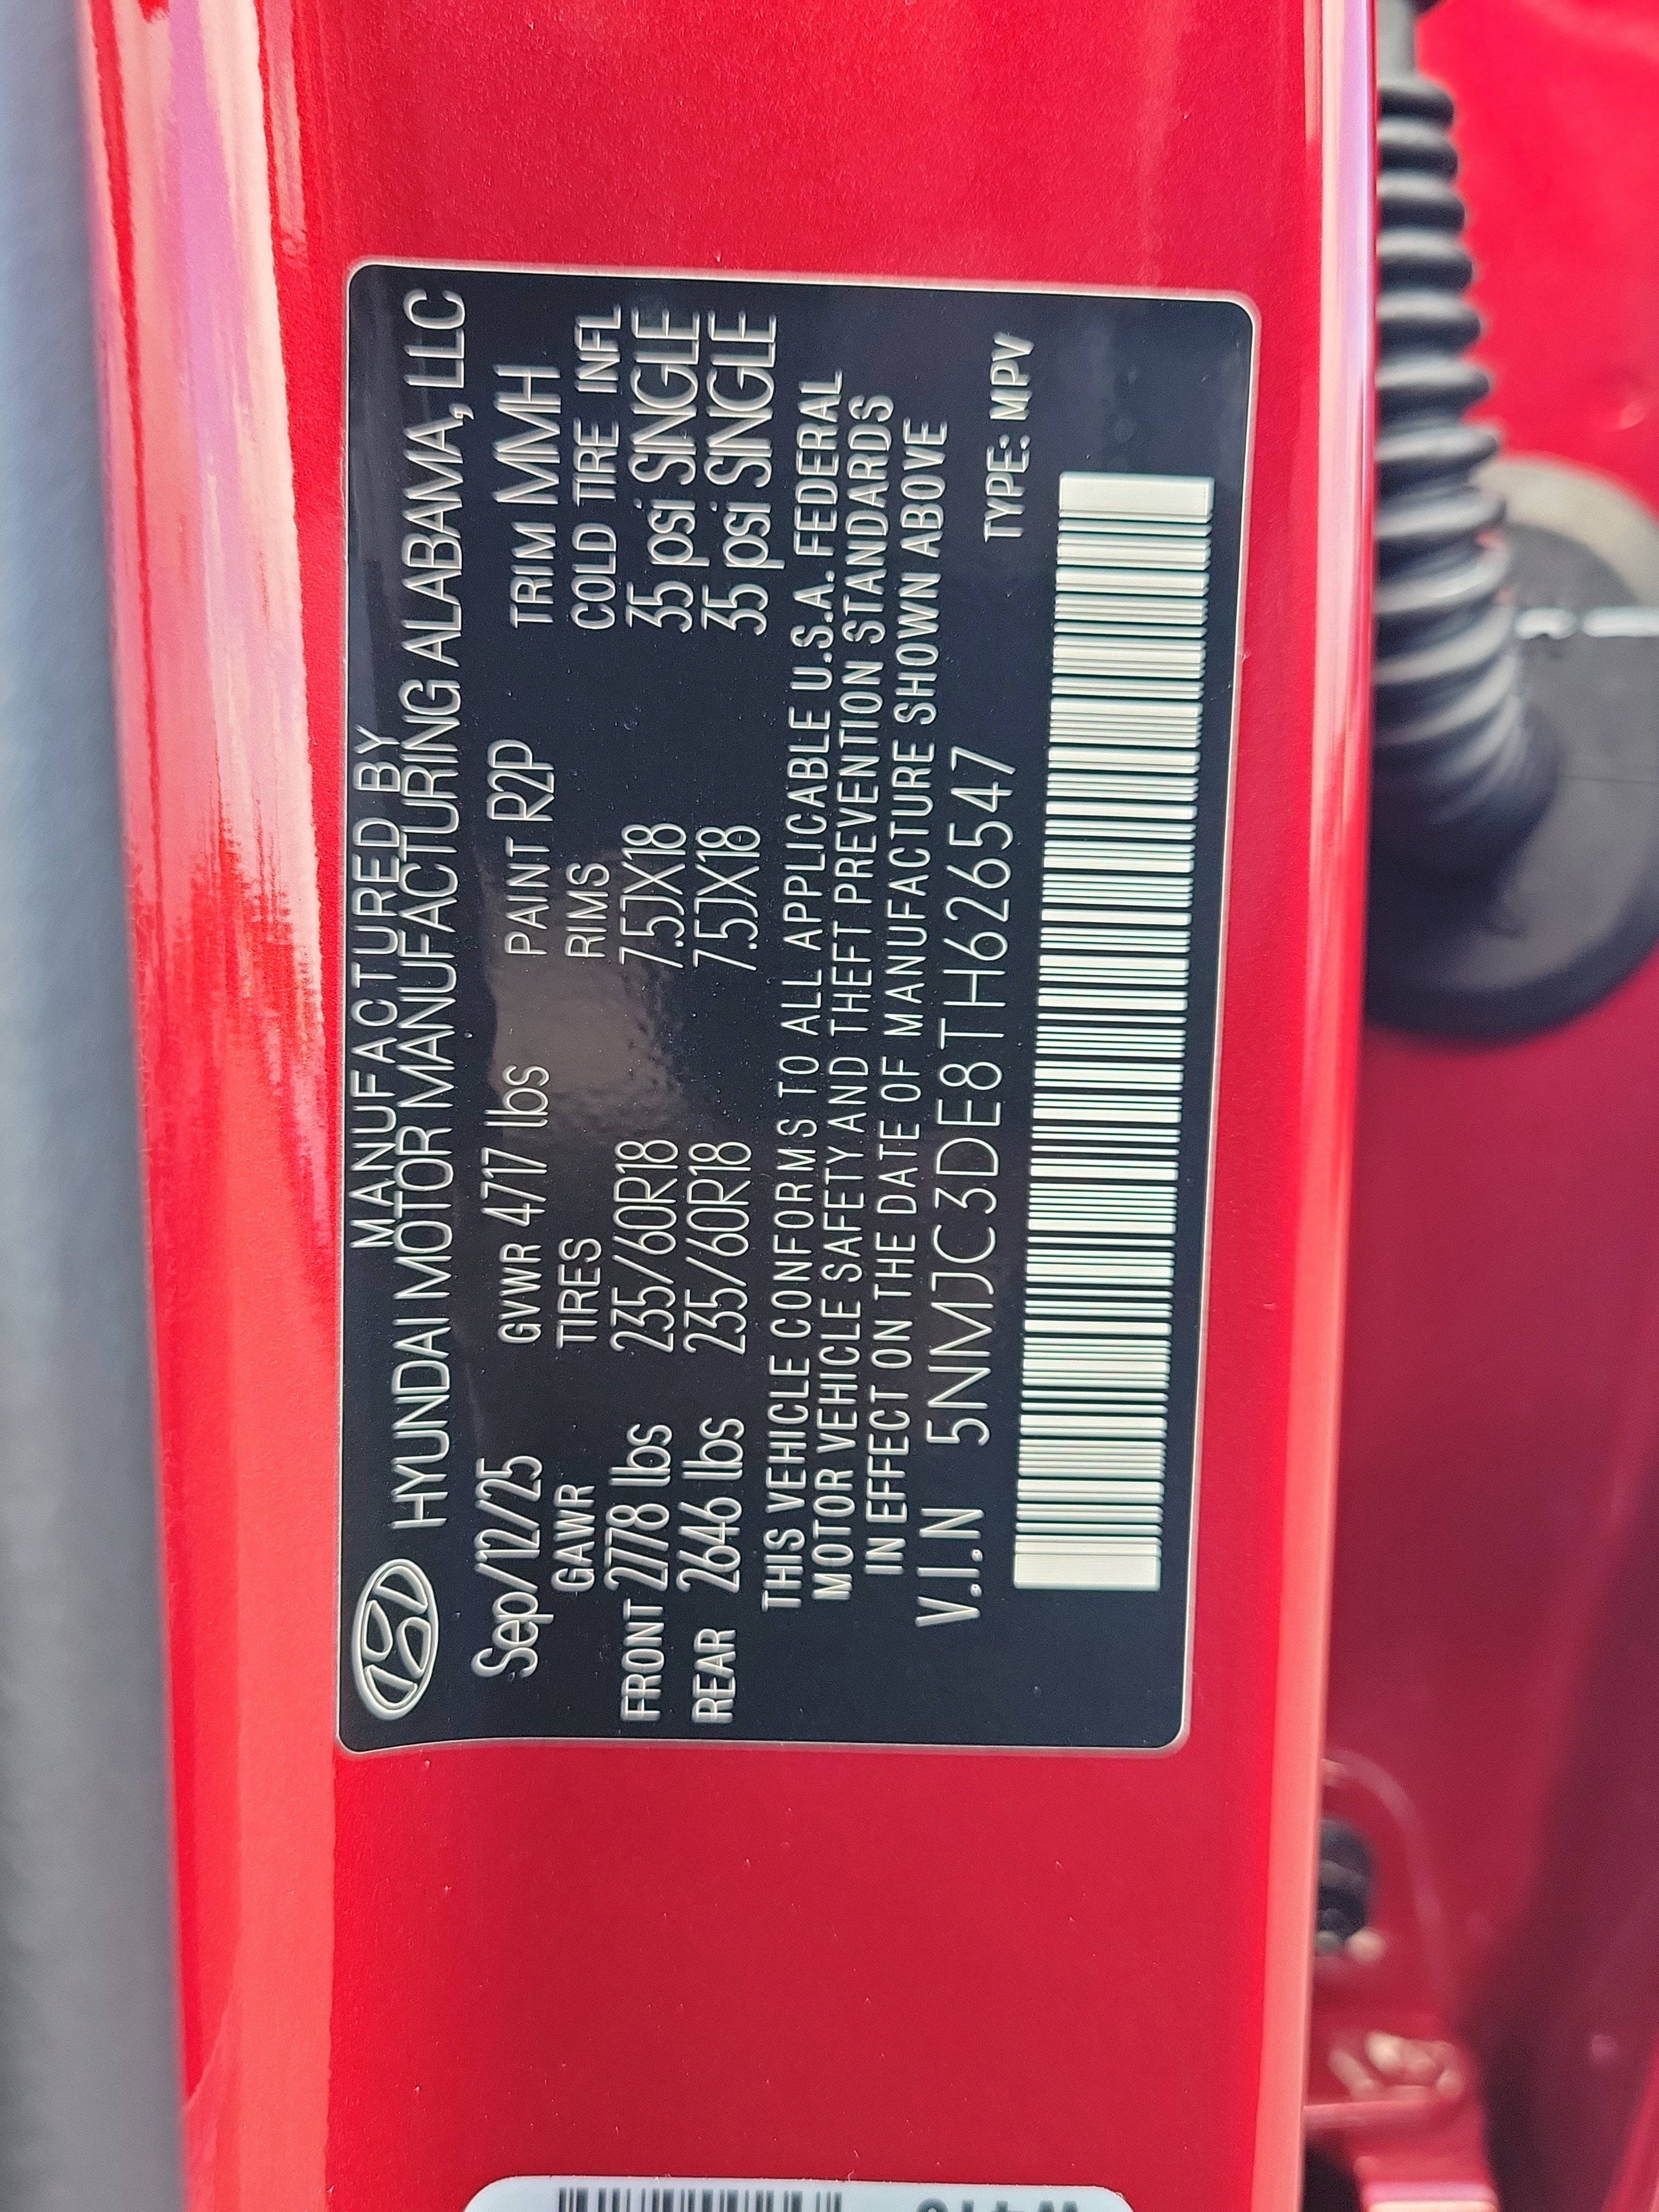 MANUFACTURED BY
HYUNDAI MOTOR MANUFACTURING ALABAMA, LLC
Sep/12/25 GVWR 4717 lbs PAINT R2P TRIM MMH
GAWR TIRES RIMS COLD TIRE INFL
FRONT 2778 lbs 235/60R18 7.5JX18 35 psi SINGLE
REAR 2646 lbs 235/60R18 7.5JX18 35 psi SINGLE
THIS VEHICLE CONFORMS TO ALL APPLICABLE U.S.A. FEDERAL
MOTOR VEHICLE SAFETY AND THEFT PREVENTION STANDARDS
IN EFFECT ON THE DATE OF MANUFACTURE SHOWN ABOVE
V.I.N 5NMJC3DE8TH626547 TYPE: MPV